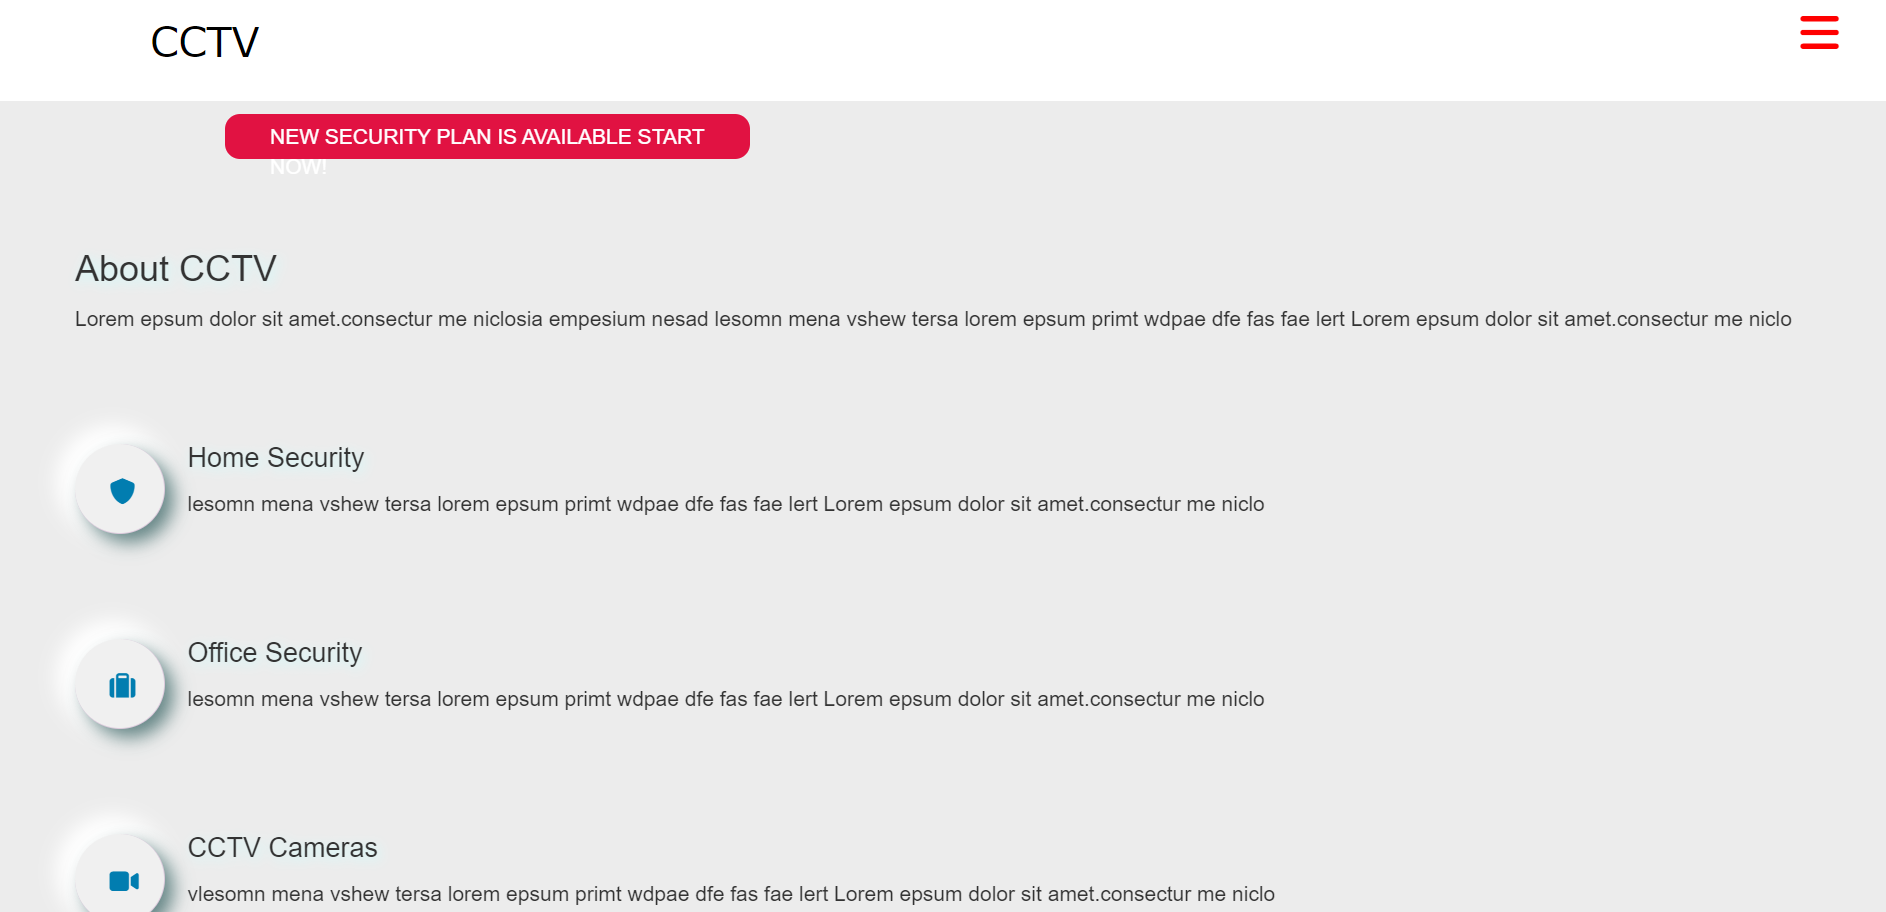 CCTV
NEW SECURITY PLAN IS AVAILABLE START
NOW!
About CCTV
Lorem epsum dolor sit amet.consectur me niclosia empesium nesad lesomn mena vshew tersa lorem epsum primt wdpae dfe fas fae lert Lorem epsum dolor sit amet.consectur me niclo
Home Security
lesomn mena vshew tersa lorem epsum primt wdpae dfe fas fae lert Lorem epsum dolor sit amet.consectur me niclo
Office Security
lesomn mena vshew tersa lorem epsum primt wdpae dfe fas fae lert Lorem epsum dolor sit amet.consectur me niclo
CCTV Cameras
vlesomn mena vshew tersa lorem epsum primt wdpae dfe fas fae lert Lorem epsum dolor sit amet.consectur me niclo